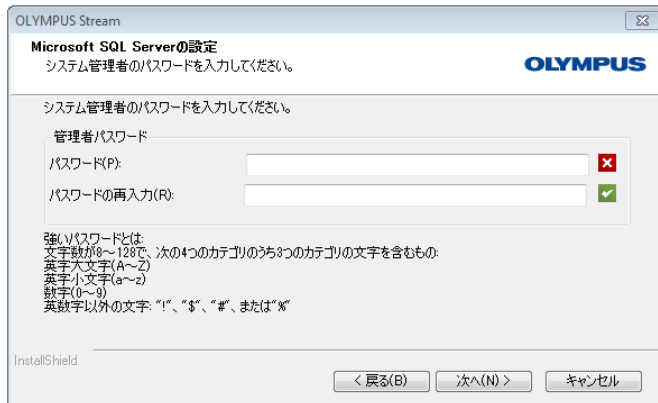 OLYMPUS Stream
Microsoft SQL Serverの設定
システム管理者のパスワードを入力してください。
OLYMPUS
システム管理者のパスワードを入力してください。
管理者パスワード
パスワード(P):
パスワードの再入力(R):
強いパスワードとは:
文字数が8～128で、次の4つのカテゴリのうち3つのカテゴリの文字を含むもの:
英字大文字(A～Z)
英字小文字(a～z)
数字(0～9)
英数字以外の文字: "!"、"$"、"#"、または"%"
InstallShield
< 戻る(B) 次へ(N) > キャンセル